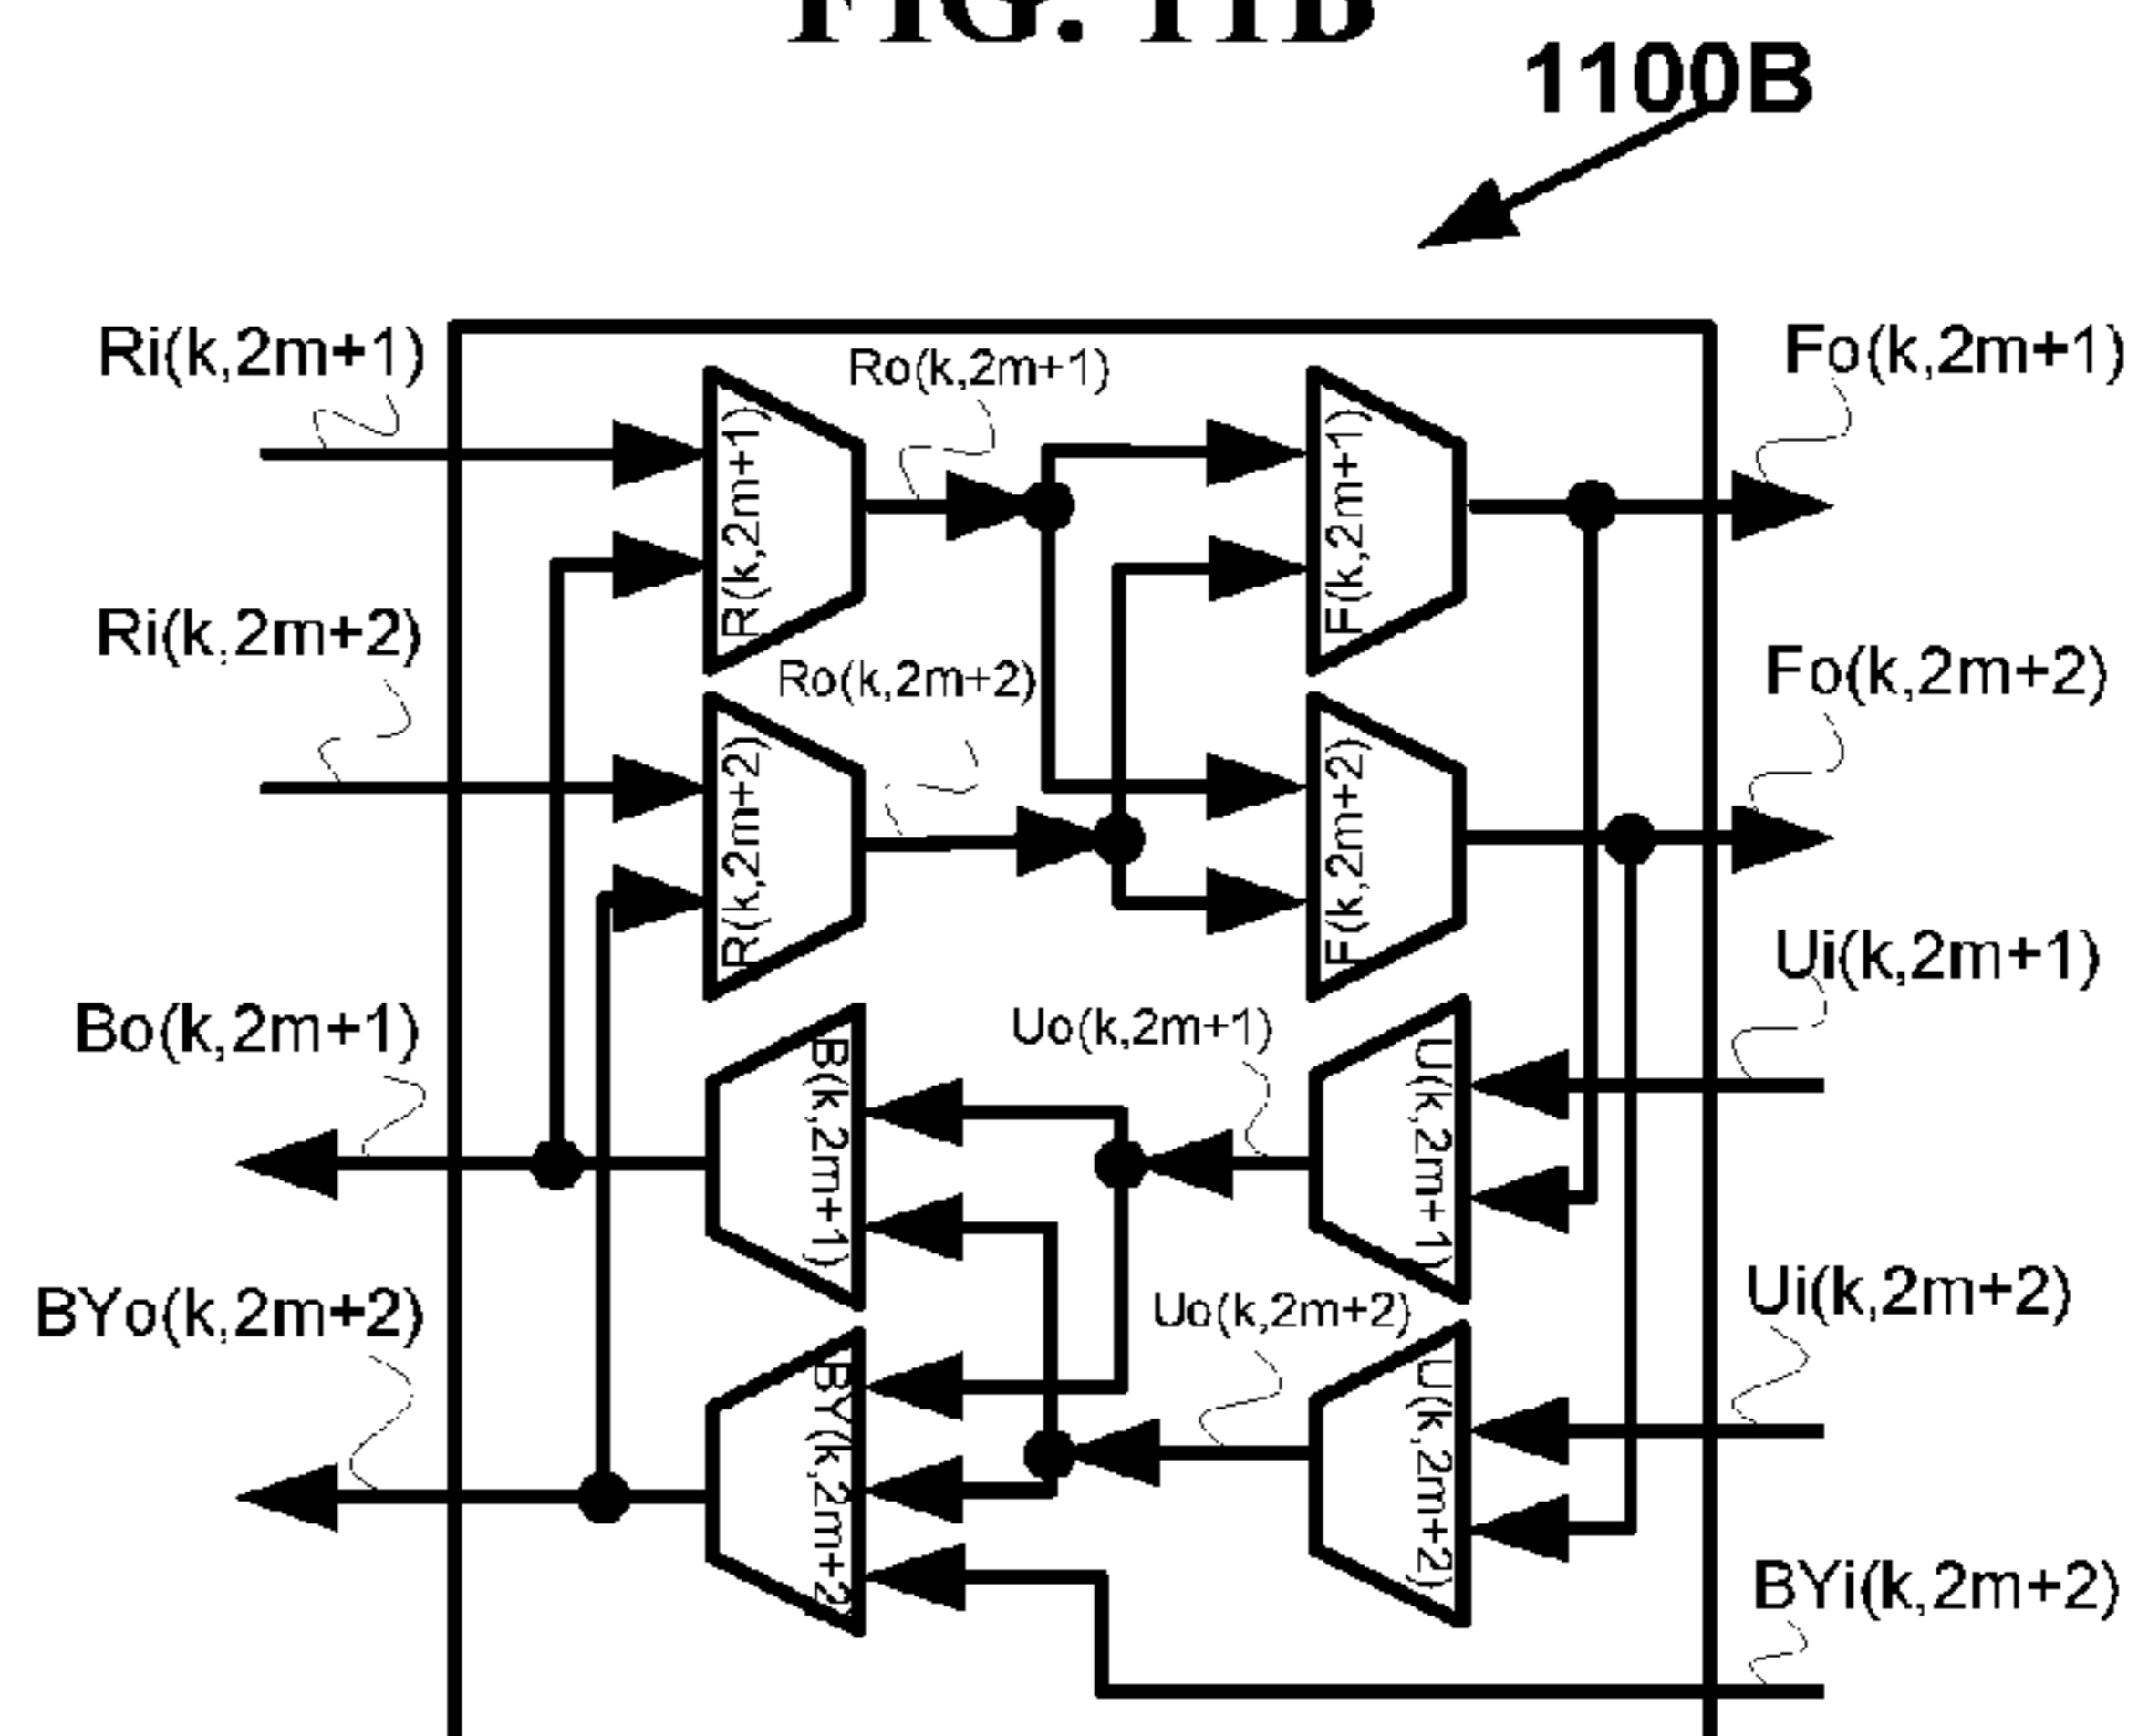 FIG. 11B
1100B
Ri(k,2m+1)
Ro(k,2m+1)
Fo(k,2m+1)
R(k,2m+1)
F(k,2m+1)
Ri(k,2m+2)
Ro(k,2m+2)
Fo(k,2m+2)
R(k,2m+2)
F(k,2m+2)
Ui(k,2m+1)
Bo(k,2m+1)
Uo(k,2m+1)
B(k,2m+1)
U(k,2m+1)
BYo(k,2m+2)
Uo(k,2m+2)
Ui(k,2m+2)
BY(k,2m+2)
U(k,2m+2)
BYi(k,2m+2)